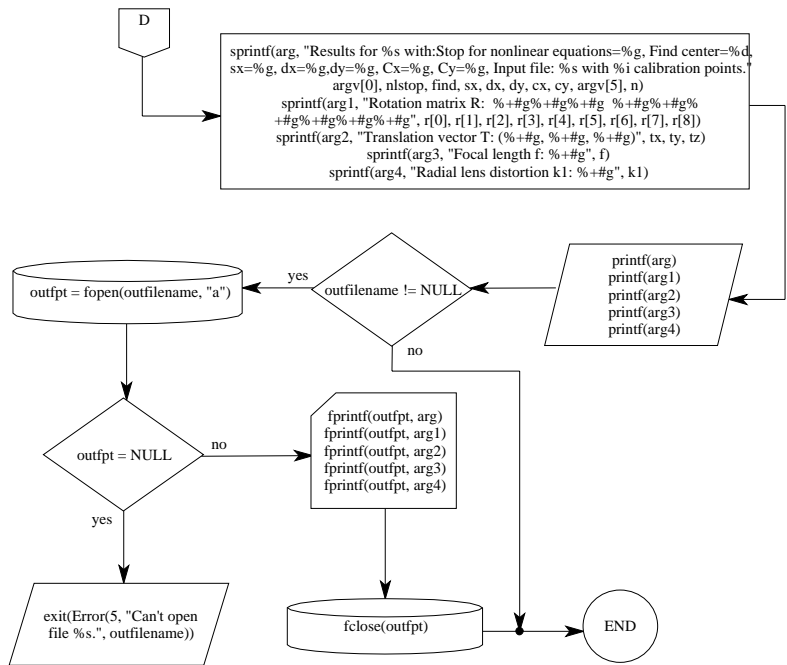 D
sprintf(arg, "Results for %s with:Stop for nonlinear equations=%g, Find center=%d,
sx=%g, dx=%g,dy=%g, Cx=%g, Cy=%g, Input file: %s with %i calibration points."
argv[0], nlstop, find, sx, dx, dy, cx, cy, argv[5], n)
sprintf(arg1, "Rotation matrix R:  %+#g%+#g%+#g  %+#g%+#g%
+#g%+#g%+#g%+#g", r[0], r[1], r[2], r[3], r[4], r[5], r[6], r[7], r[8])
sprintf(arg2, "Translation vector T: (%+#g, %+#g, %+#g)", tx, ty, tz)
sprintf(arg3, "Focal length f: %+#g", f)
sprintf(arg4, "Radial lens distortion k1: %+#g", k1)
printf(arg)
printf(arg1)
printf(arg2)
printf(arg3)
printf(arg4)
outfilename != NULL
yes
no
outfpt = fopen(outfilename, "a")
outfpt = NULL
no
yes
fprintf(outfpt, arg)
fprintf(outfpt, arg1)
fprintf(outfpt, arg2)
fprintf(outfpt, arg3)
fprintf(outfpt, arg4)
exit(Error(5, "Can't open
file %s.", outfilename))
fclose(outfpt)
END